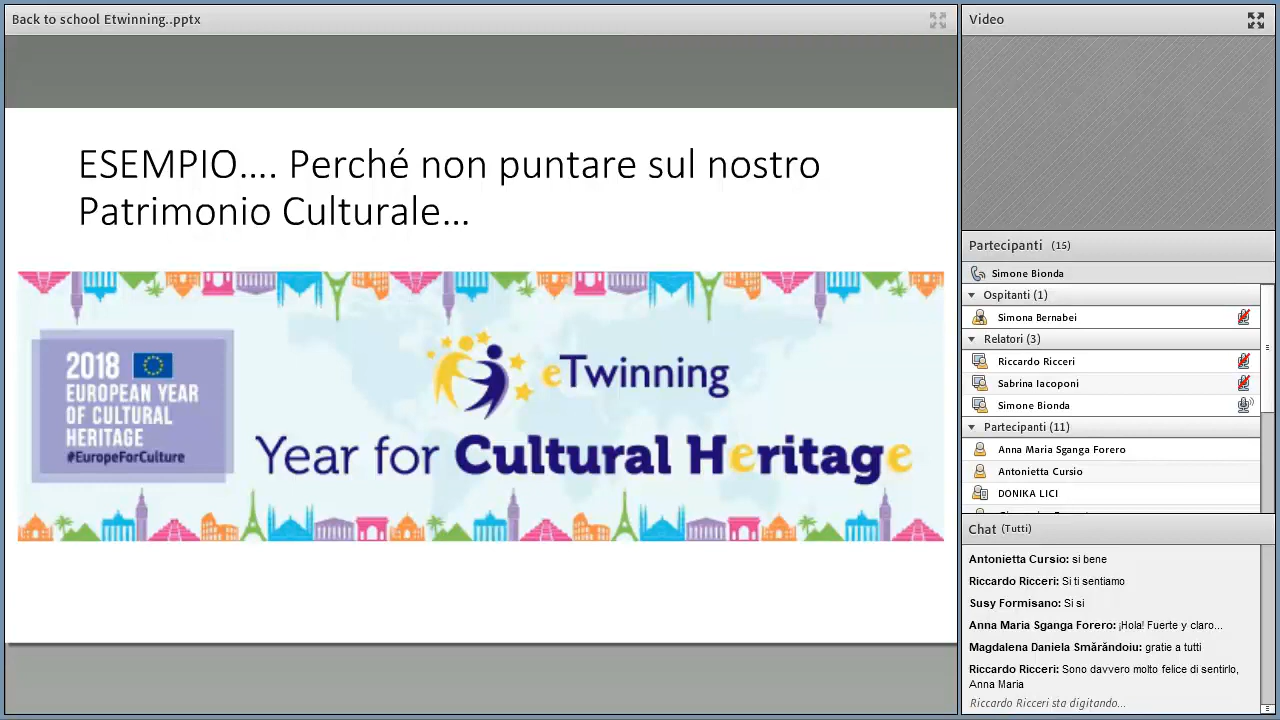 Back to school Etwinning..pptx
ESEMPIO.... Perché non puntare sul nostro
Patrimonio Culturale...
2018
EUROPEAN YEAR
OF CULTURAL
HERITAGE
#EuropeForCulture
eTwinning
Year for Cultural Heritage
Video
Partecipanti (15)
Simone Bionda
Ospitanti (1)
Simona Bernabei
Relatori (3)
Riccardo Ricceri
Sabrina Iacoponi
Simone Bionda
Partecipanti (11)
Anna Maria Sganga Forero
Antonietta Cursio
DONIKA LICI
Chat (Tutti)
Antonietta Cursio: si bene
Riccardo Ricceri: Si ti sentiamo
Susy Formisano: Si si
Anna Maria Sganga Forero: ¡Hola! Fuerte y claro...
Magdalena Daniela Smărăndoiu: gratie a tutti
Riccardo Ricceri: Sono davvero molto felice di sentirlo,
Anna Maria
Riccardo Ricceri sta digitando...